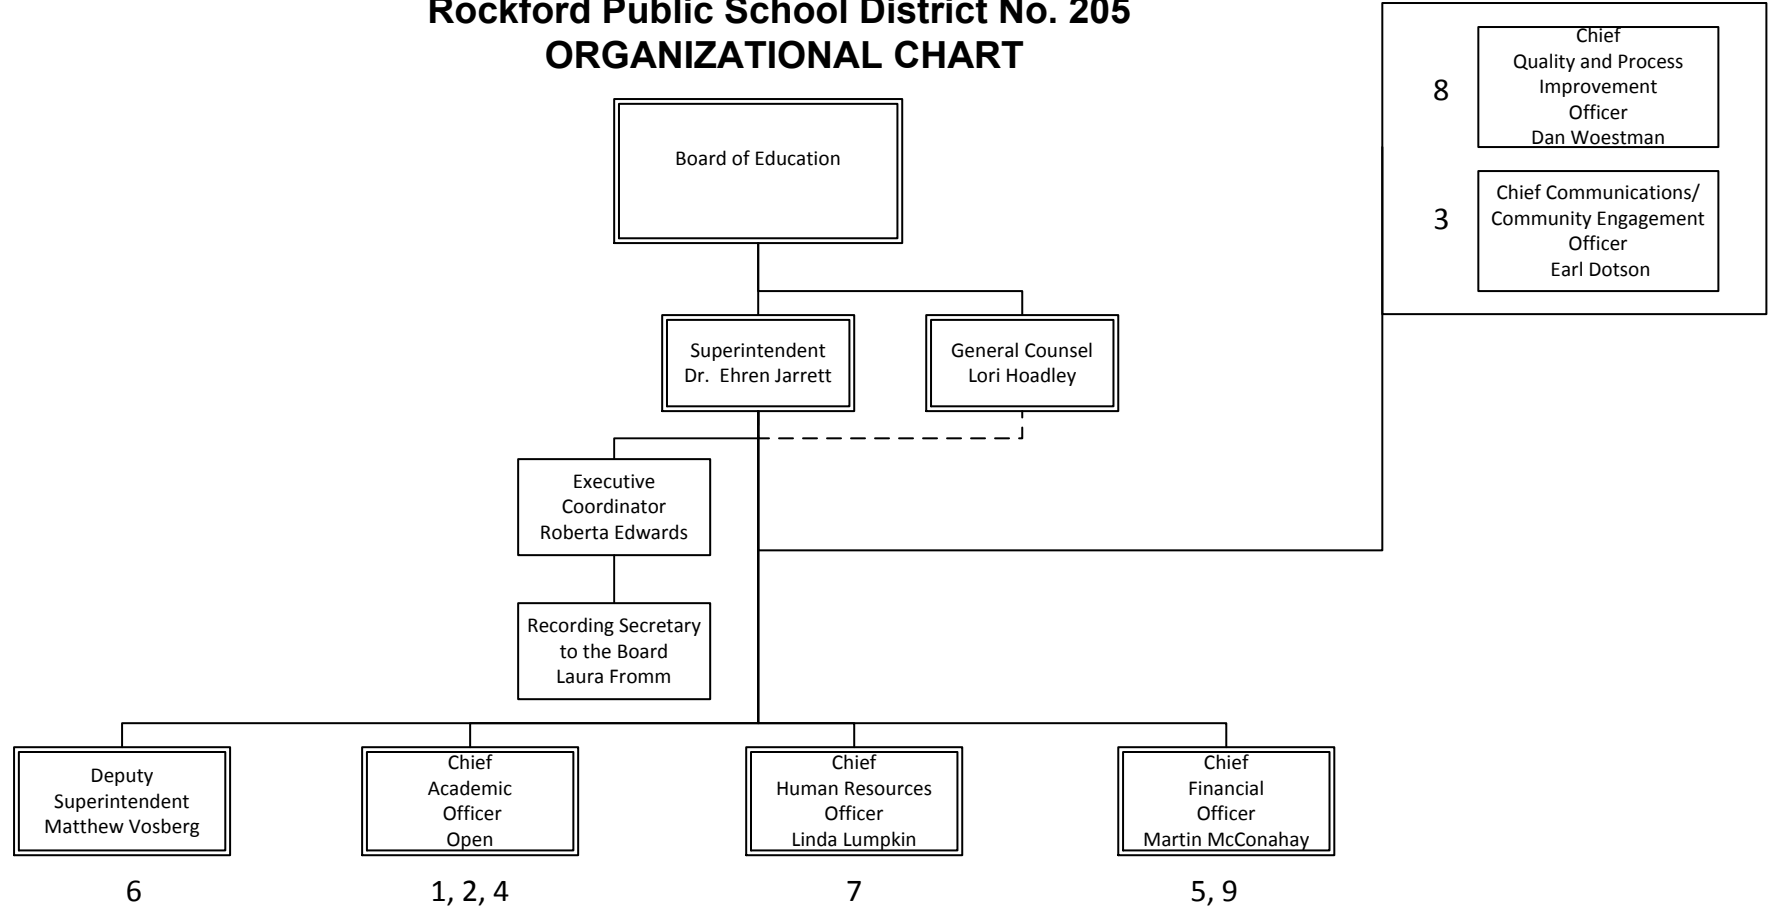 Rockford Public School District No. 205
ORGANIZATIONAL CHART
Chief
Quality and Process
Improvement
Officer
Dan Woestman
8
Chief Communications/
Community Engagement
Officer
Earl Dotson
3
Board of Education
Superintendent
Dr. Ehren Jarrett
General Counsel
Lori Hoadley
Executive
Coordinator
Roberta Edwards
Recording Secretary
to the Board
Laura Fromm
Deputy
Superintendent
Matthew Vosberg
6
Chief
Academic
Officer
Open
1, 2, 4
Chief
Human Resources
Officer
Linda Lumpkin
7
Chief
Financial
Officer
Martin McConahay
5, 9